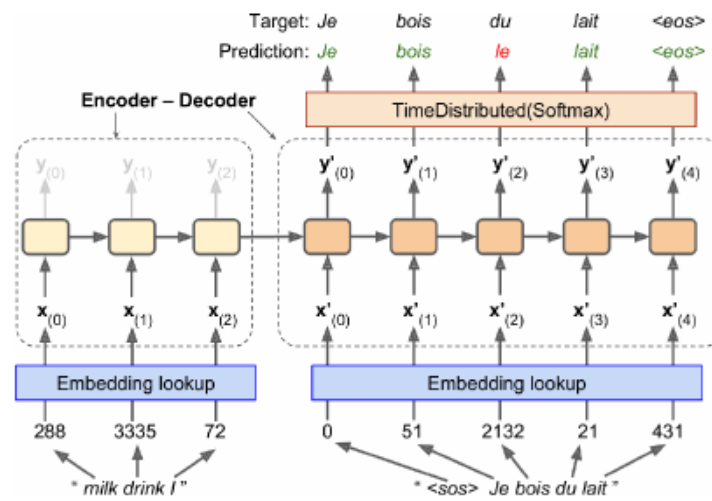 Target: Je bois du lait <eos>
Prediction: Je bois le lait <eos>
Encoder – Decoder
TimeDistributed(Softmax)
y(0) y(1) y(2) y'(0) y'(1) y'(2) y'(3) y'(4)
x(0) x(1) x(2) x'(0) x'(1) x'(2) x'(3) x'(4)
Embedding lookup Embedding lookup
288 3335 72 0 51 2132 21 431
" milk drink I " " <sos> Je bois du lait "